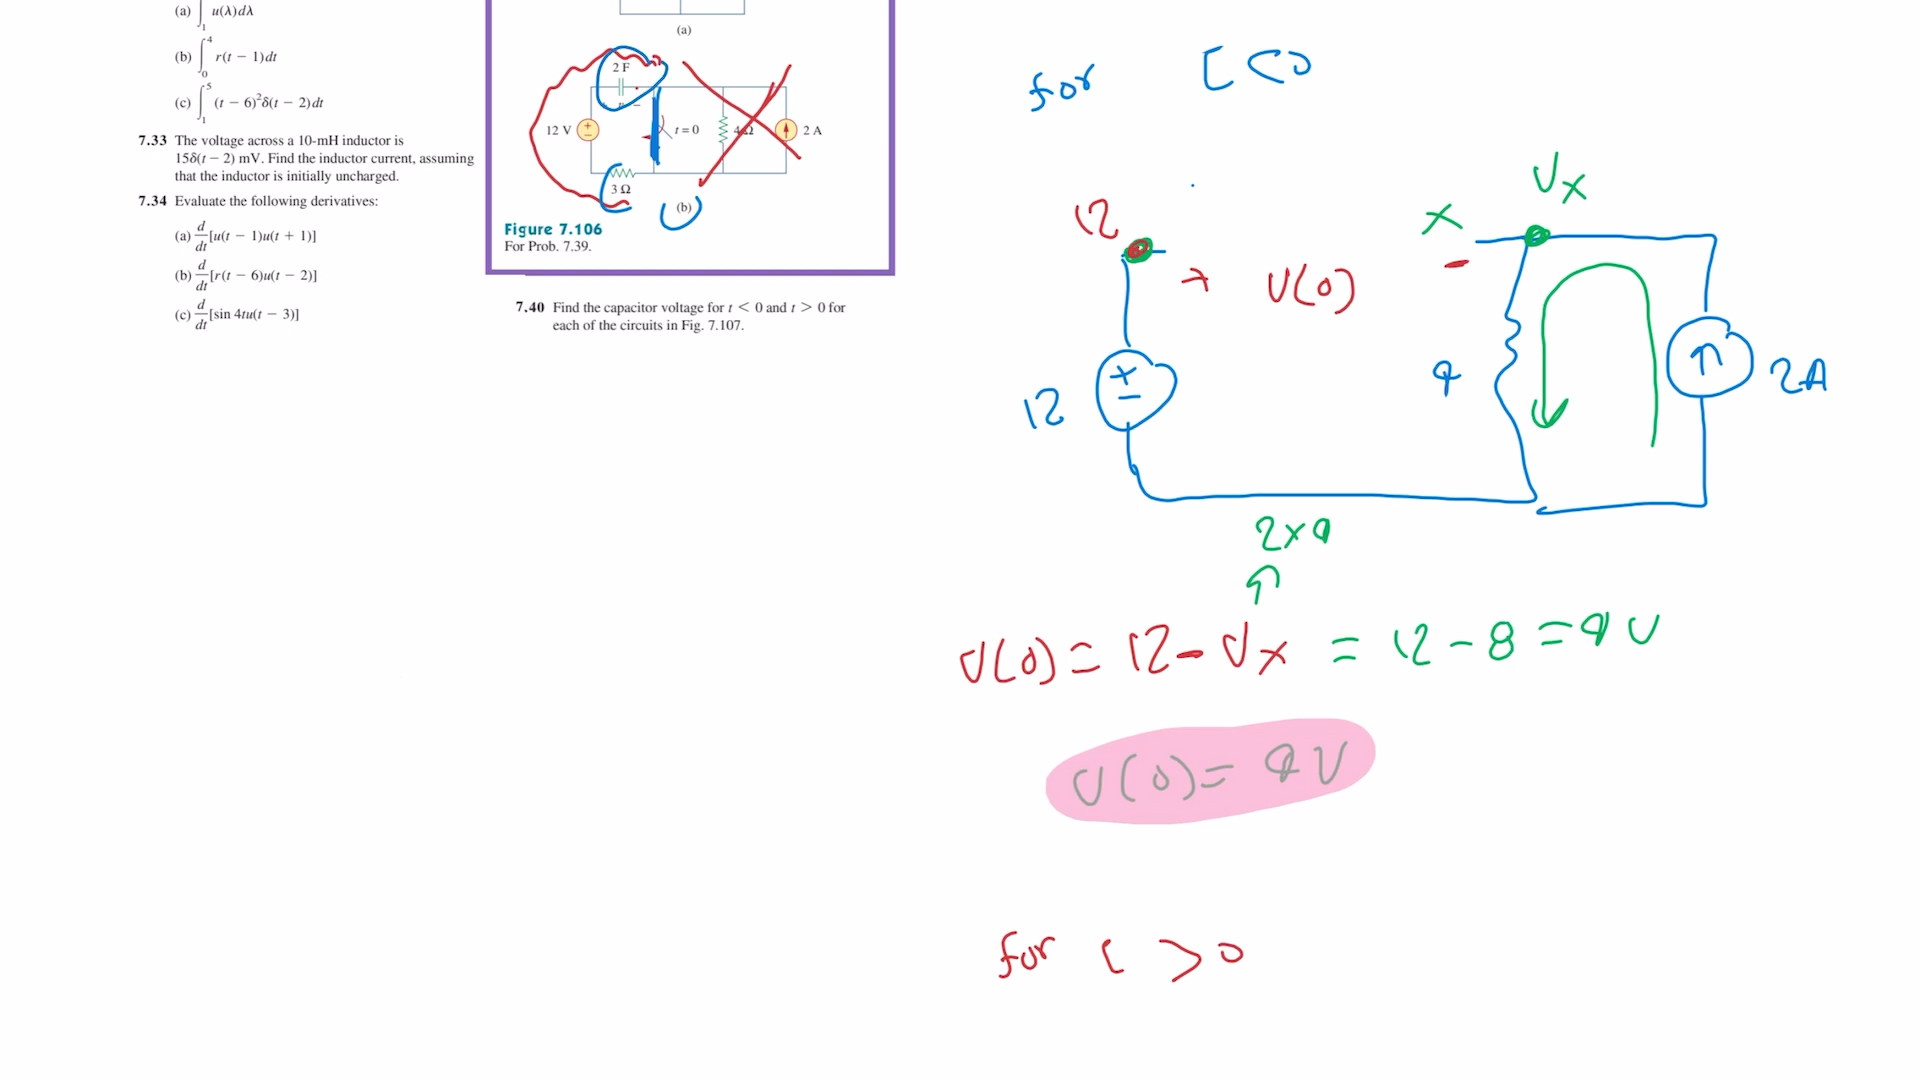 (a) ∫₁ u(λ)dλ
(b) ∫₀⁴ r(t − 1)dt
(c) ∫₁⁵ (t − 6)²δ(t − 2)dt
7.33 The voltage across a 10-mH inductor is
15δ(t − 2) mV. Find the inductor current, assuming
that the inductor is initially uncharged.
7.34 Evaluate the following derivatives:
(a) d/dt [u(t − 1)u(t + 1)]
(b) d/dt [r(t − 6)u(t − 2)]
(c) d/dt [sin 4tu(t − 3)]
(a)
2 F
+
−
12 V
t = 0
4 Ω
2 A
3 Ω
(b)
Figure 7.106
For Prob. 7.39.
7.40 Find the capacitor voltage for t < 0 and t > 0 for
each of the circuits in Fig. 7.107.
for t < 0
Vx
12
x
+ V(0) -
12
+
-
4
2A
2x4
V(0) = 12 - Vx = 12 - 8 = 4V
V(0) = 4V
for t > 0